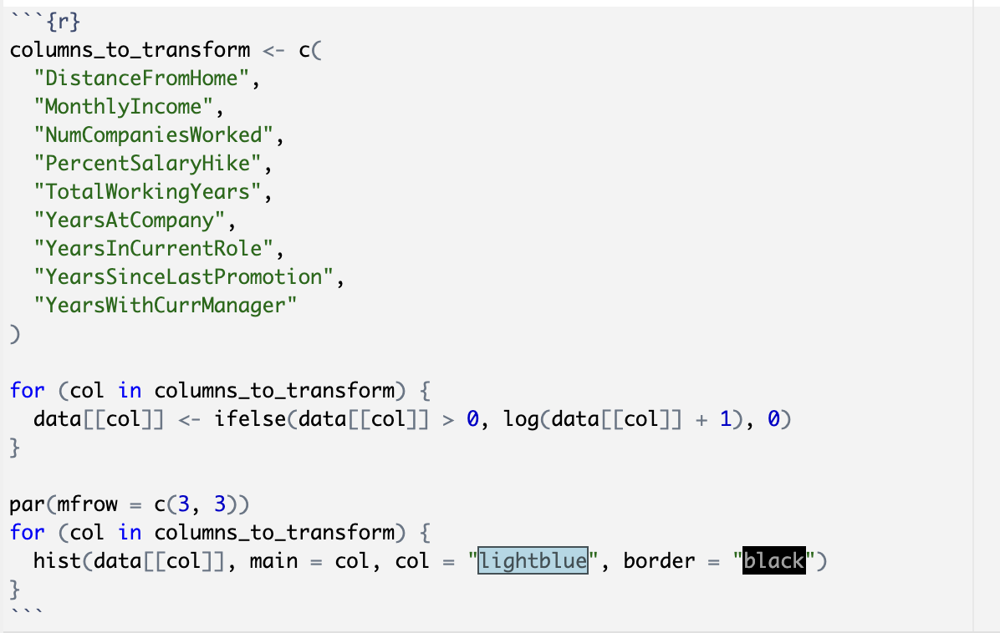 ```{r}
columns_to_transform <- c(
  "DistanceFromHome",
  "MonthlyIncome",
  "NumCompaniesWorked",
  "PercentSalaryHike",
  "TotalWorkingYears",
  "YearsAtCompany",
  "YearsInCurrentRole",
  "YearsSinceLastPromotion",
  "YearsWithCurrManager"
)

for (col in columns_to_transform) {
  data[[col]] <- ifelse(data[[col]] > 0, log(data[[col]] + 1), 0)
}

par(mfrow = c(3, 3))
for (col in columns_to_transform) {
  hist(data[[col]], main = col, col = "lightblue", border = "black")
}
```